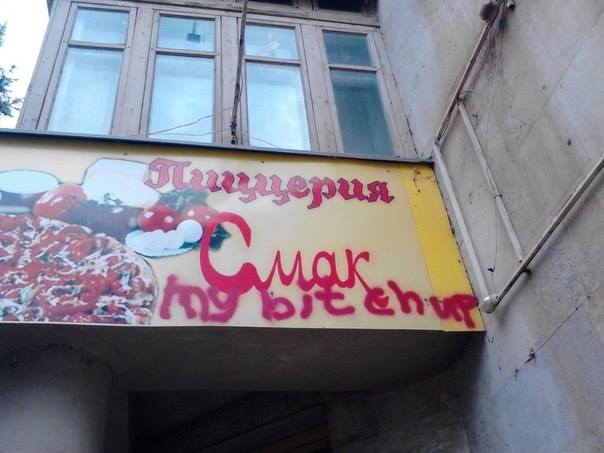 Пиццерия
Смак
my bitch up